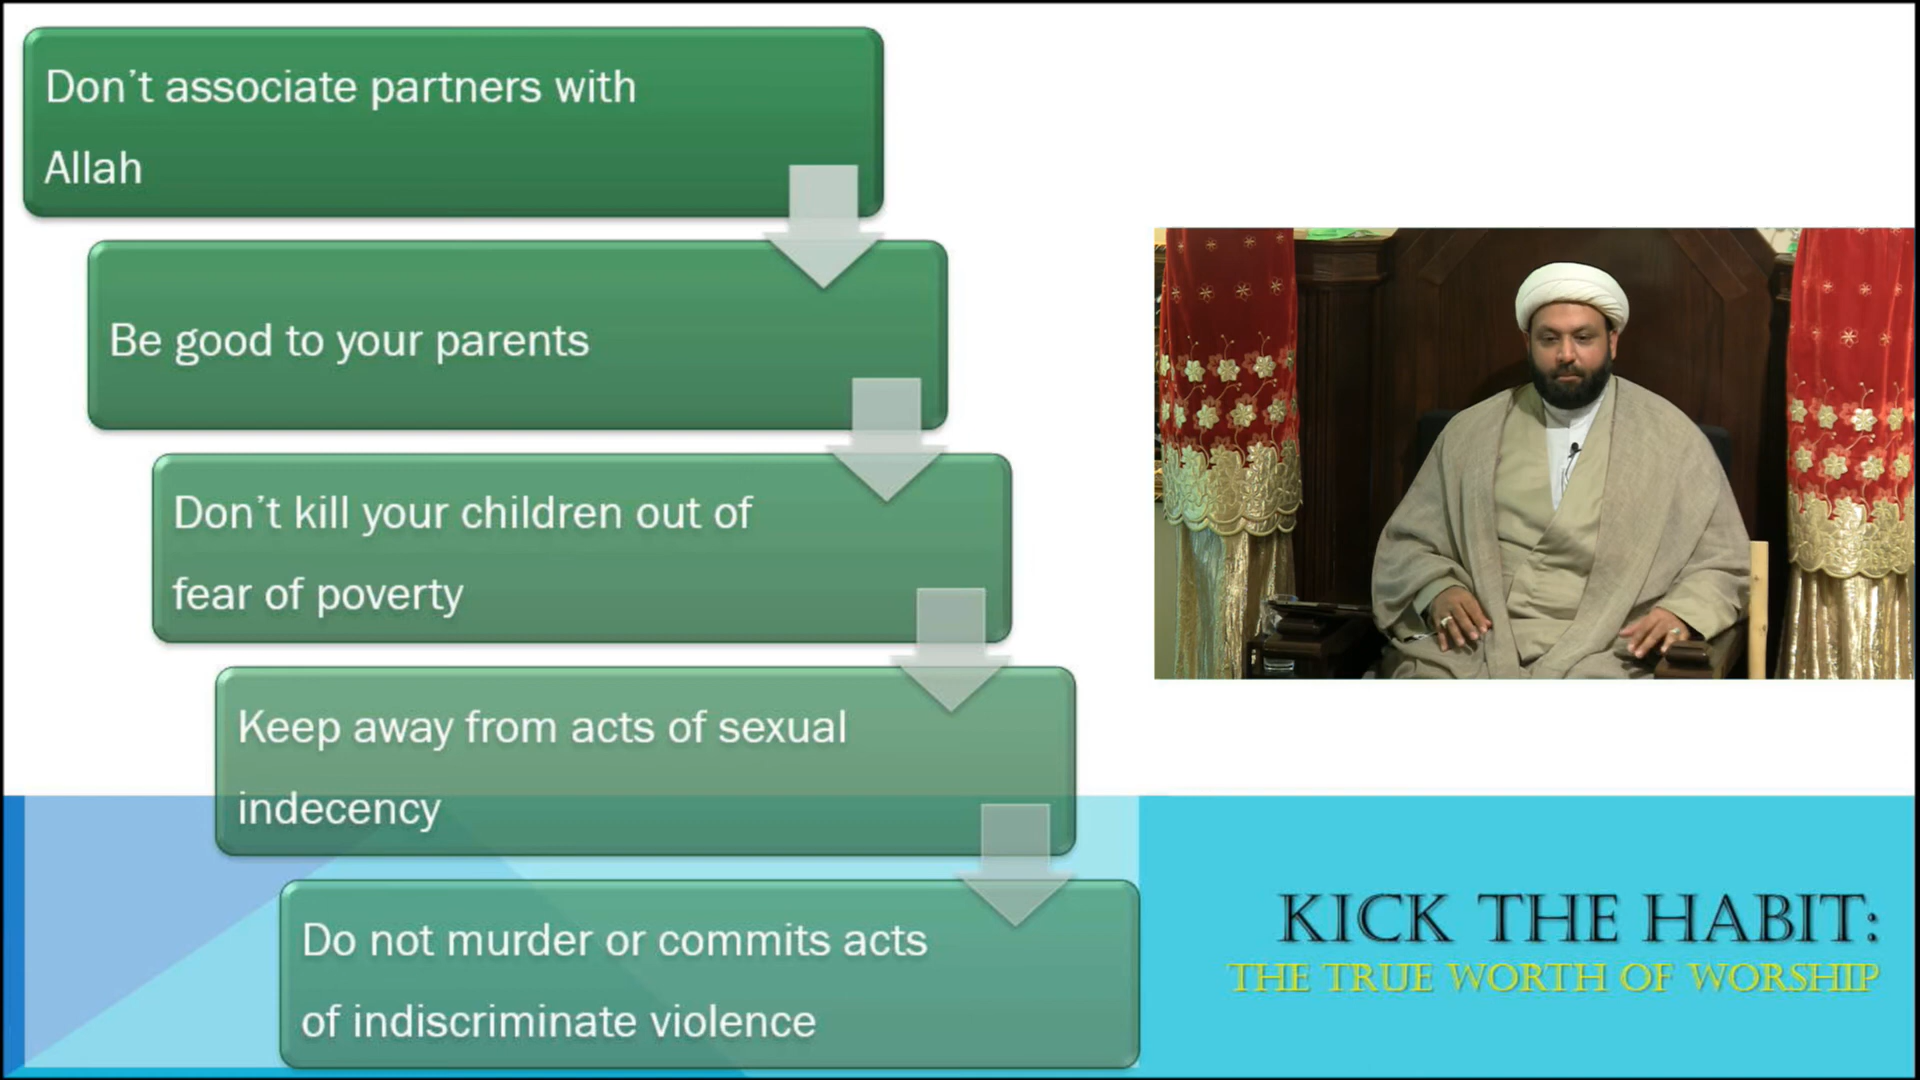 Don't associate partners with
Allah
Be good to your parents
Don't kill your children out of
fear of poverty
Keep away from acts of sexual
indecency
Do not murder or commits acts
of indiscriminate violence
KICK THE HABIT:
THE TRUE WORTH OF WORSHIP